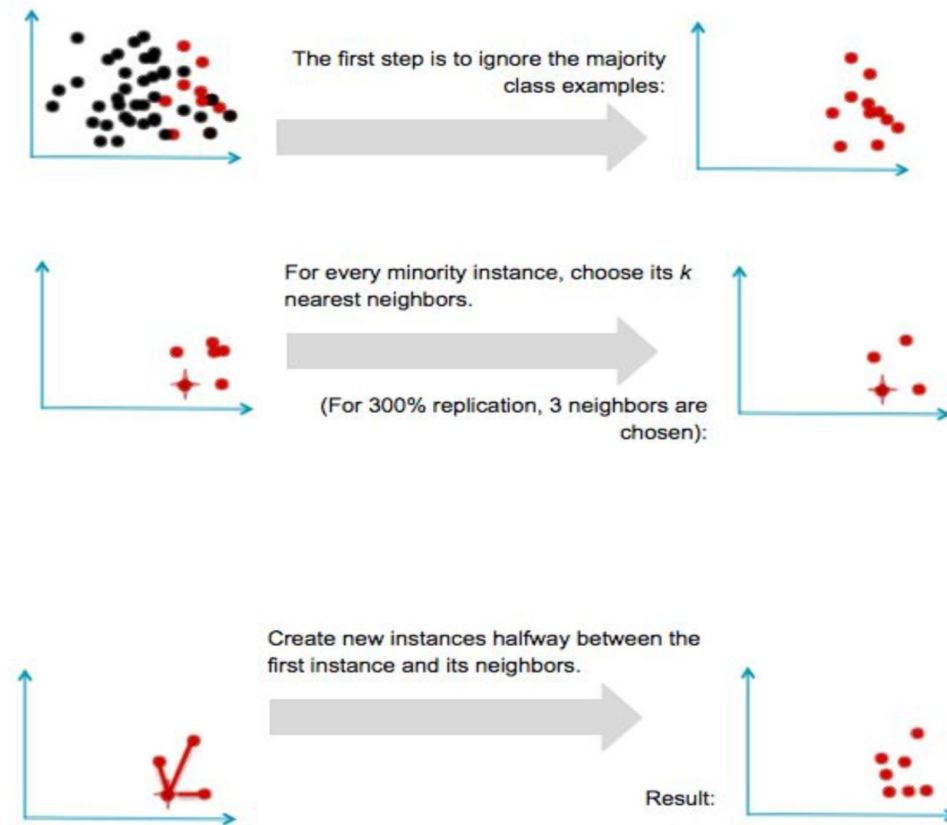 The first step is to ignore the majority
class examples:
For every minority instance, choose its k
nearest neighbors.
(For 300% replication, 3 neighbors are
chosen):
Create new instances halfway between the
first instance and its neighbors.
Result: